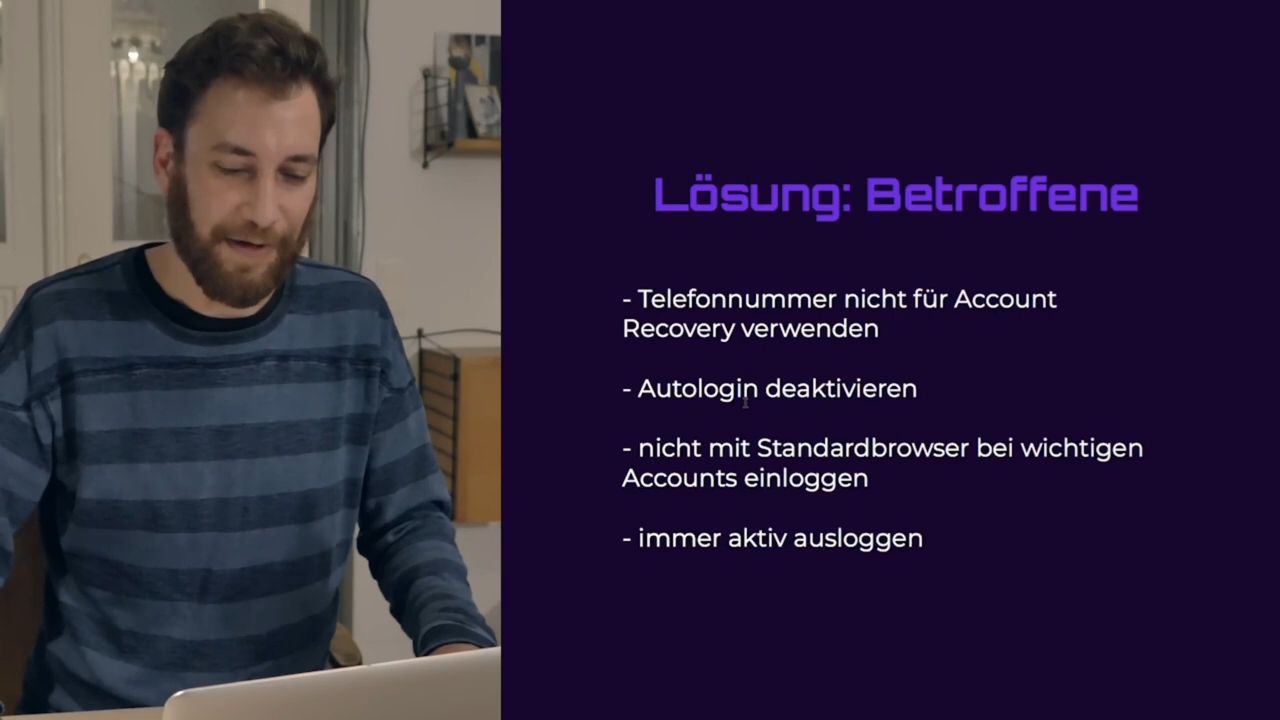 Lösung: Betroffene
- Telefonnummer nicht für Account
Recovery verwenden
- Autologin deaktivieren
- nicht mit Standardbrowser bei wichtigen
Accounts einloggen
- immer aktiv ausloggen